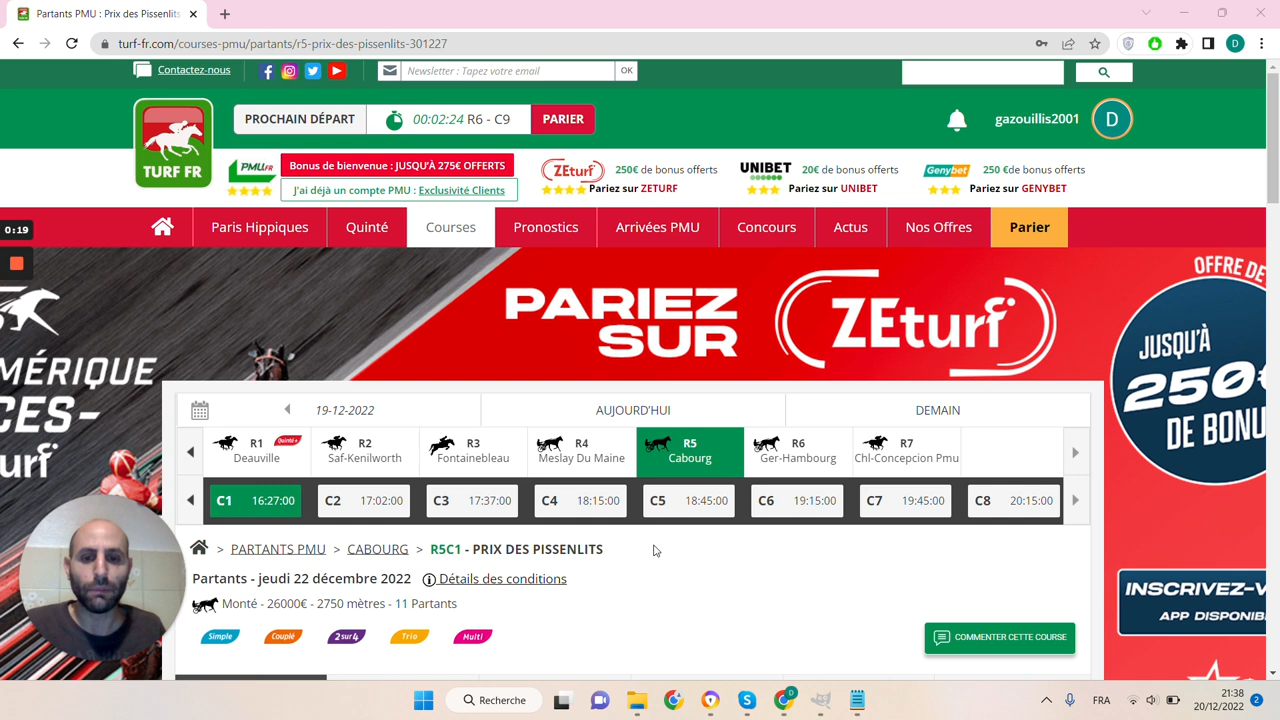 Partants PMU : Prix des Pissenlits
turf-fr.com/courses-pmu/partants/r5-prix-des-pissenlits-301227
D
Contactez-nous
Newsletter : Tapez votre email
OK
TURF FR
PROCHAIN DÉPART
00:02:24 R6 - C9
PARIER
gazouillis2001
D
PMU.FR
Bonus de bienvenue : JUSQU'À 275€ OFFERTS
J'ai déjà un compte PMU : Exclusivité Clients
ZEturf
250€ de bonus offerts
Pariez sur ZETURF
UNIBET
20€ de bonus offerts
Pariez sur UNIBET
Genybet
250 €de bonus offerts
Pariez sur GENYBET
0:19
Paris Hippiques
Quinté
Courses
Pronostics
Arrivées PMU
Concours
Actus
Nos Offres
Parier
PARIEZ
SUR
ZEturf
OFFRE DE
JUSQU'À
250€
DE BONU
MÉRIQUE
CES-
urf
19-12-2022
AUJOURD'HUI
DEMAIN
R1 Quinté+
Deauville
R2
Saf-Kenilworth
R3
Fontainebleau
R4
Meslay Du Maine
R5
Cabourg
R6
Ger-Hambourg
R7
Chl-Concepcion Pmu
C1 16:27:00
C2 17:02:00
C3 17:37:00
C4 18:15:00
C5 18:45:00
C6 19:15:00
C7 19:45:00
C8 20:15:00
> PARTANTS PMU > CABOURG > R5C1 - PRIX DES PISSENLITS
Partants - jeudi 22 décembre 2022 Détails des conditions
Monté - 26000€ - 2750 mètres - 11 Partants
Simple
Couplé
2sur4
Trio
Multi
COMMENTER CETTE COURSE
INSCRIVEZ-V
APP DISPONIB
Recherche
FRA
21:38
20/12/2022
2